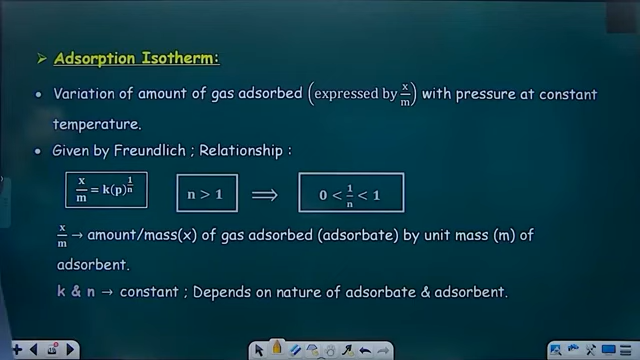 ➢ Adsorption Isotherm:
• Variation of amount of gas adsorbed (expressed by x/m) with pressure at constant
temperature.
• Given by Freundlich ; Relationship :
x/m = k(p)^1/n   n > 1   ⟹   0 < 1/n < 1
x/m → amount/mass(x) of gas adsorbed (adsorbate) by unit mass (m) of
adsorbent.
k & n → constant ; Depends on nature of adsorbate & adsorbent.